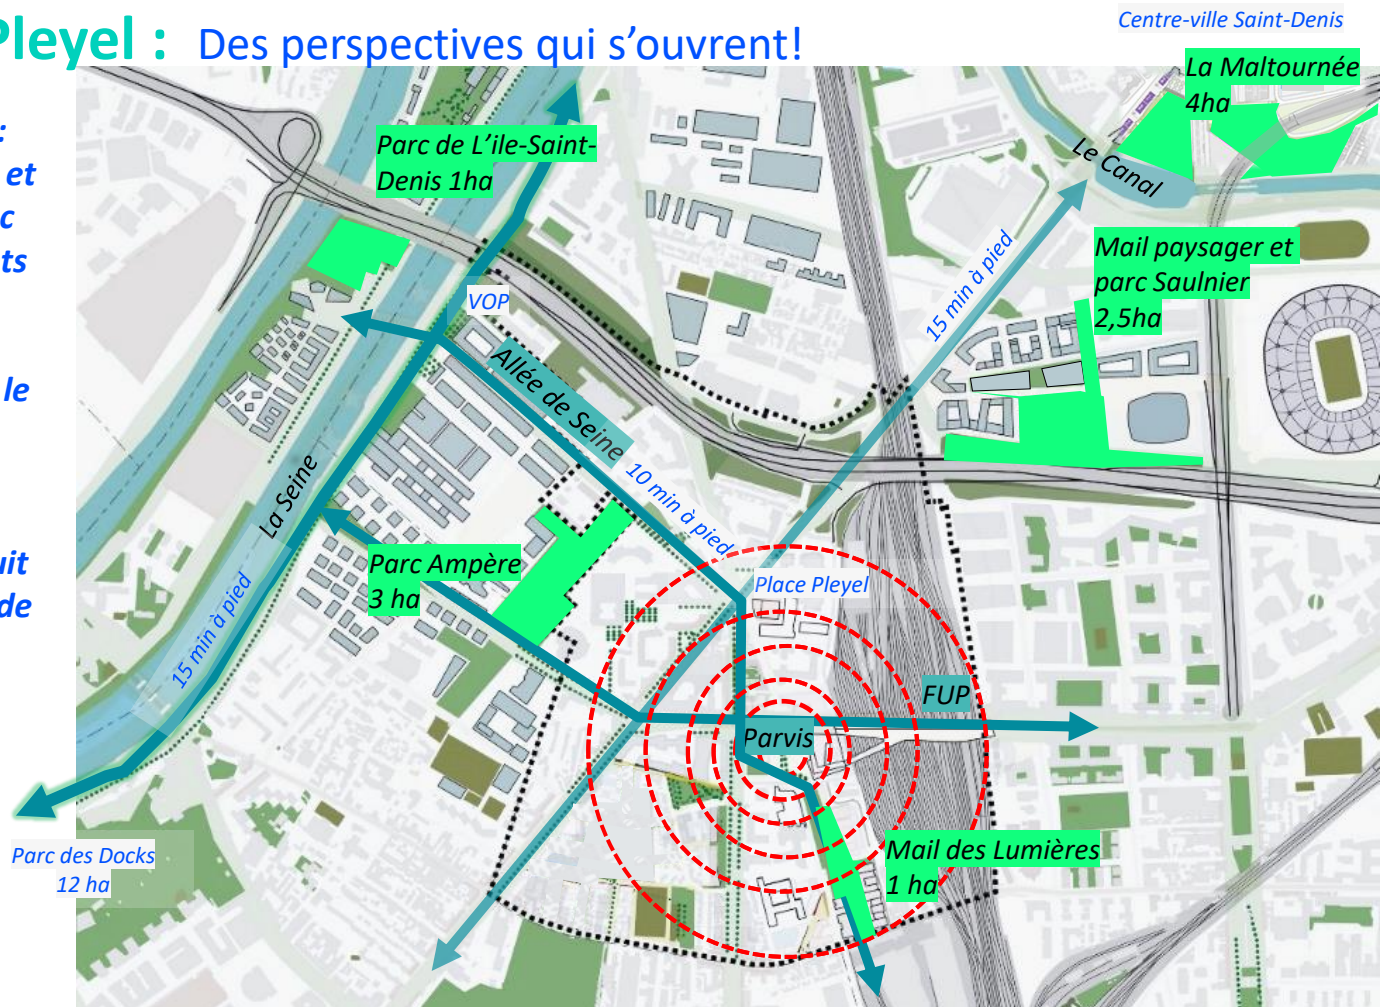 Pleyel : Des perspectives qui s'ouvrent!
Centre-ville Saint-Denis
La Maltournée
4ha
:
et
c
ts
le
uit
de
Parc de L'ile-Saint-
Denis 1ha
Le Canal
Mail paysager et
parc Saulnier
2,5ha
15 min à pied
VOP
Allée de Seine
10 min à pied
La Seine
Parc Ampère
3 ha
Place Pleyel
15 min à pied
FUP
Parvis
Mail des Lumières
1 ha
Parc des Docks
12 ha